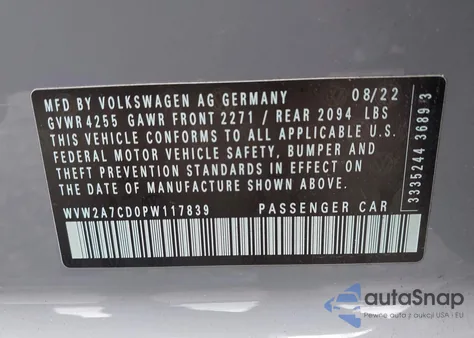 MFD BY VOLKSWAGEN AG GERMANY 08/22
GVWR 4255 GAWR FRONT 2271 / REAR 2094 LBS
THIS VEHICLE CONFORMS TO ALL APPLICABLE
FEDERAL MOTOR VEHICLE SAFETY, BUMPER AND
THEFT PREVENTION STANDARDS IN EFFECT ON
DATE OF MANUFACTURE SHOWN ABOVE.
WVW2A7CD0PW117839 PASSENGER CAR
3335244 3689 3
autoSnap
Pewne auto z aukcji USA i EU